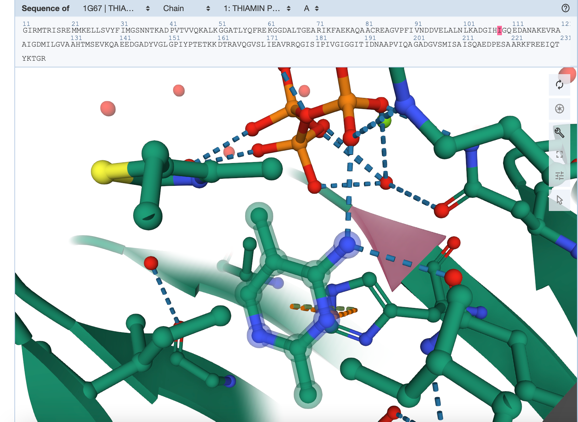 Sequence of 1G67 | THIA... Chain 1: THIAMIN P... A
11 21 31 41 51 61 71 81 91 101 111 121
GIRMTRISREMMKELLSVYFIMGSNNTKADPVTVVQKALKGGATLYQFREKGGDALTGEARIKFAEKAQAACREAGVPFIVNDDVELALNLKADGIHIGQEDANAKEVRA
131 141 151 161 171 181 191 201 211 221 231
AIGDMILGVAAHTMSEVKQAEEDGADYVGLGPIYPTETKKDTRAVQGVSLIEAVRRQGISIPIVGIGGITIDNAAPVIQAGADGVSMISAISQAEDPESAARKFREEIQT
YKTGR